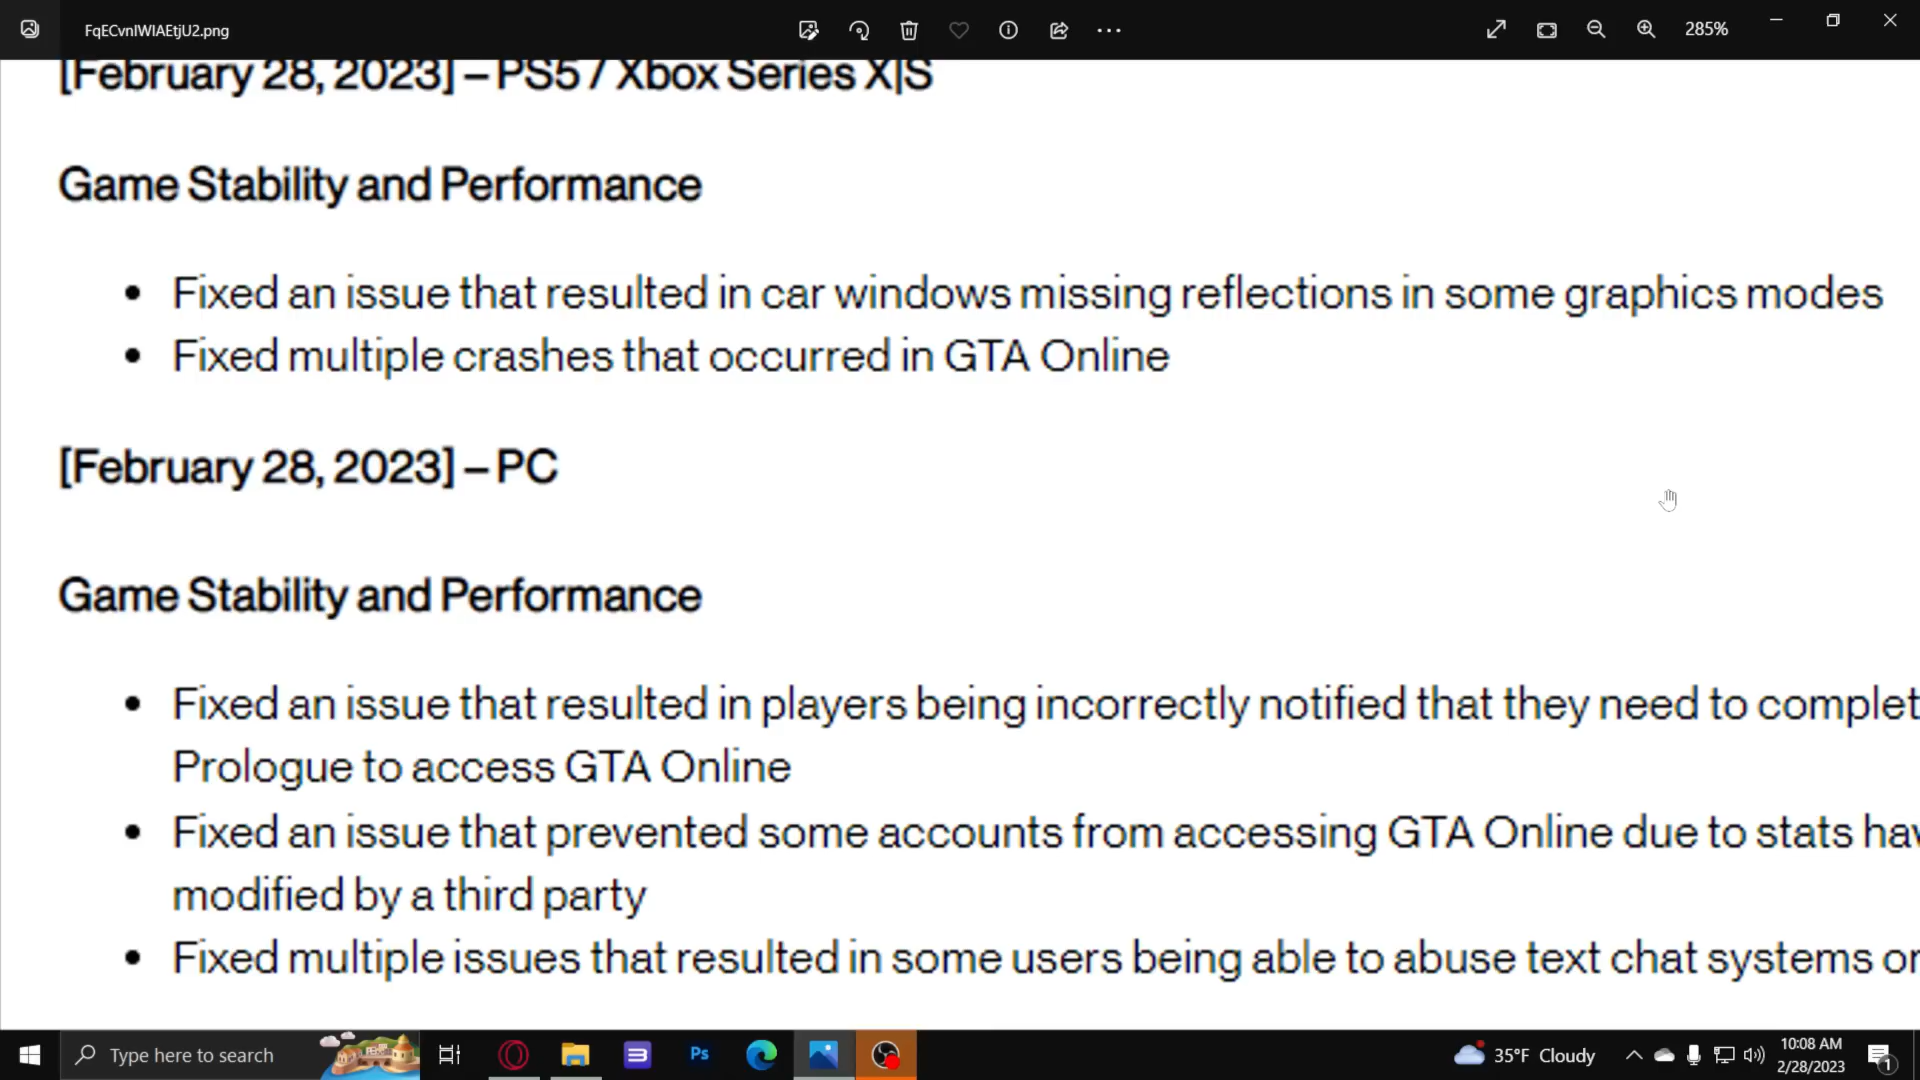 FqECvnIWIAEtjU2.png
285%
[February 28, 2023] – PS5 / Xbox Series X|S
Game Stability and Performance
• Fixed an issue that resulted in car windows missing reflections in some graphics modes
• Fixed multiple crashes that occurred in GTA Online
[February 28, 2023] – PC
Game Stability and Performance
• Fixed an issue that resulted in players being incorrectly notified that they need to complet
Prologue to access GTA Online
• Fixed an issue that prevented some accounts from accessing GTA Online due to stats hav
modified by a third party
• Fixed multiple issues that resulted in some users being able to abuse text chat systems or
Type here to search
Ps
35°F Cloudy
10:08 AM
2/28/2023
1